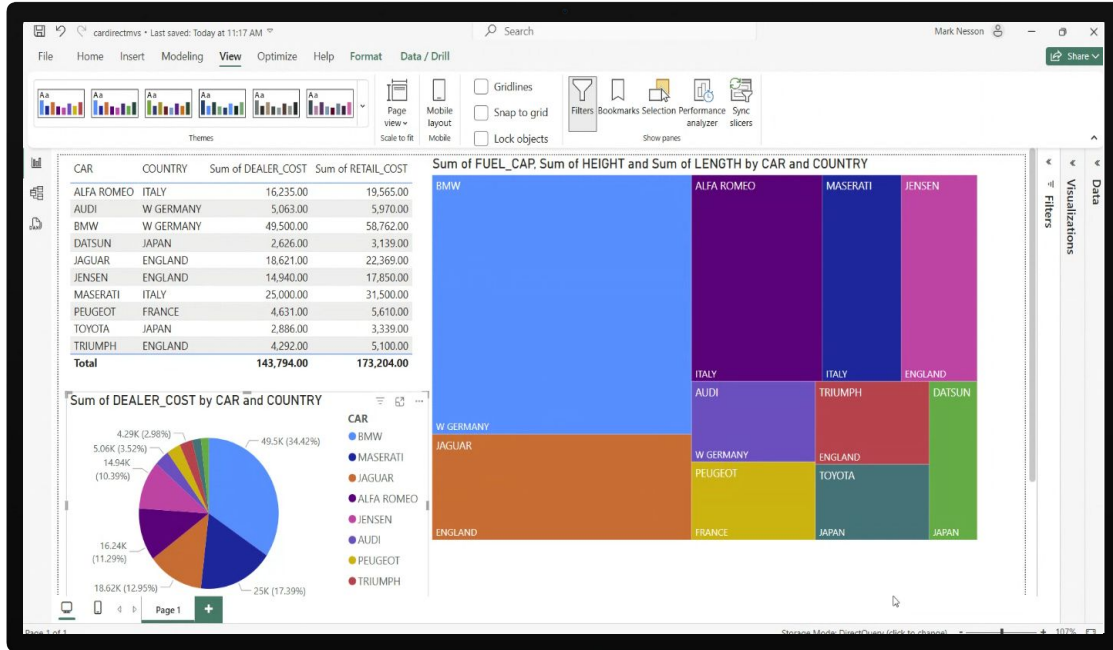 cardirectmvs • Last saved: Today at 11:17 AM
Search
Mark Nesson
File Home Insert Modeling View Optimize Help Format Data / Drill
Share
Aa Aa Aa Aa Aa Aa
Themes
Page view
Scale to fit
Mobile layout
Mobile
Gridlines
Snap to grid
Lock objects
Filters Bookmarks Selection Performance analyzer Sync slicers
Show panes
CAR COUNTRY Sum of DEALER_COST Sum of RETAIL_COST
ALFA ROMEO ITALY 16,235.00 19,565.00
AUDI W GERMANY 5,063.00 5,970.00
BMW W GERMANY 49,500.00 58,762.00
DATSUN JAPAN 2,626.00 3,139.00
JAGUAR ENGLAND 18,621.00 22,369.00
JENSEN ENGLAND 14,940.00 17,850.00
MASERATI ITALY 25,000.00 31,500.00
PEUGEOT FRANCE 4,631.00 5,610.00
TOYOTA JAPAN 2,886.00 3,339.00
TRIUMPH ENGLAND 4,292.00 5,100.00
Total 143,794.00 173,204.00
Sum of DEALER_COST by CAR and COUNTRY
4.29K (2.98%)
5.06K (3.52%)
14.94K
(10.39%)
16.24K
(11.29%)
18.62K (12.95%)
25K (17.39%)
49.5K (34.42%)
CAR
BMW
MASERATI
JAGUAR
ALFA ROMEO
JENSEN
AUDI
PEUGEOT
TRIUMPH
Sum of FUEL_CAP, Sum of HEIGHT and Sum of LENGTH by CAR and COUNTRY
BMW
W GERMANY
JAGUAR
ENGLAND
ALFA ROMEO
ITALY
MASERATI
ITALY
JENSEN
ENGLAND
AUDI
W GERMANY
PEUGEOT
FRANCE
TRIUMPH
ENGLAND
TOYOTA
JAPAN
DATSUN
JAPAN
Filters
Visualizations
Data
Page 1
Page 1 of 1
Storage Mode: DirectQuery (click to change)
107%